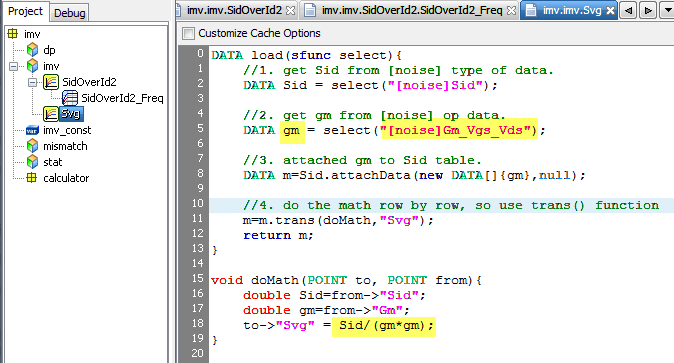 Project
Debug
imv
dp
imv
SidOverId2
SidOverId2_Freq
Svg
imv_const
mismatch
stat
calculator
imv.imv.SidOverId2
imv.imv.SidOverId2.SidOverId2_Freq
imv.imv.Svg
Customize Cache Options
0 DATA load(sfunc select){
1 //1. get Sid from [noise] type of data.
2 DATA Sid = select("[noise]Sid");
3
4 //2. get gm from [noise] op data.
5 DATA gm = select("[noise]Gm_Vgs_Vds");
6
7 //3. attached gm to Sid table.
8 DATA m=Sid.attachData(new DATA[]{gm},null);
9
10 //4. do the math row by row, so use trans() function
11 m=m.trans(doMath,"Svg");
12 return m;
13 }
14
15 void doMath(POINT to, POINT from){
16 double Sid=from->"Sid";
17 double gm=from->"Gm";
18 to->"Svg" = Sid/(gm*gm);
19 }
20